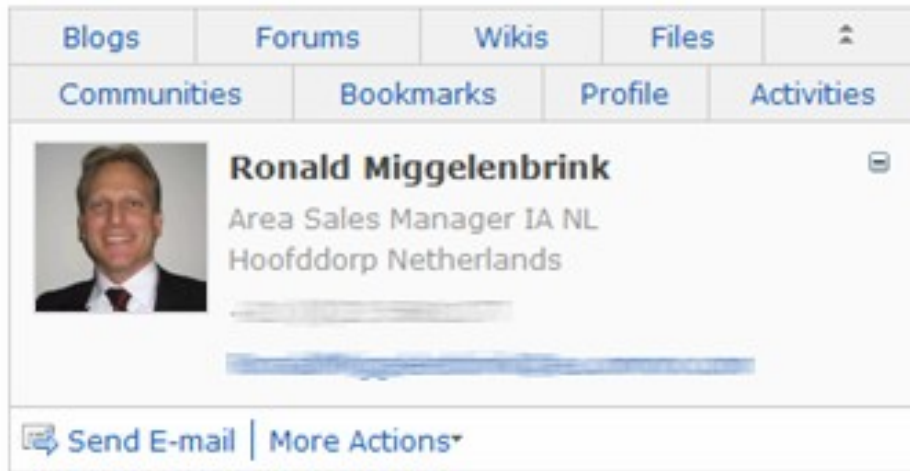 Blogs Forums Wikis Files
Communities Bookmarks Profile Activities
Ronald Miggelenbrink
Area Sales Manager IA NL
Hoofddorp Netherlands
Send E-mail | More Actions